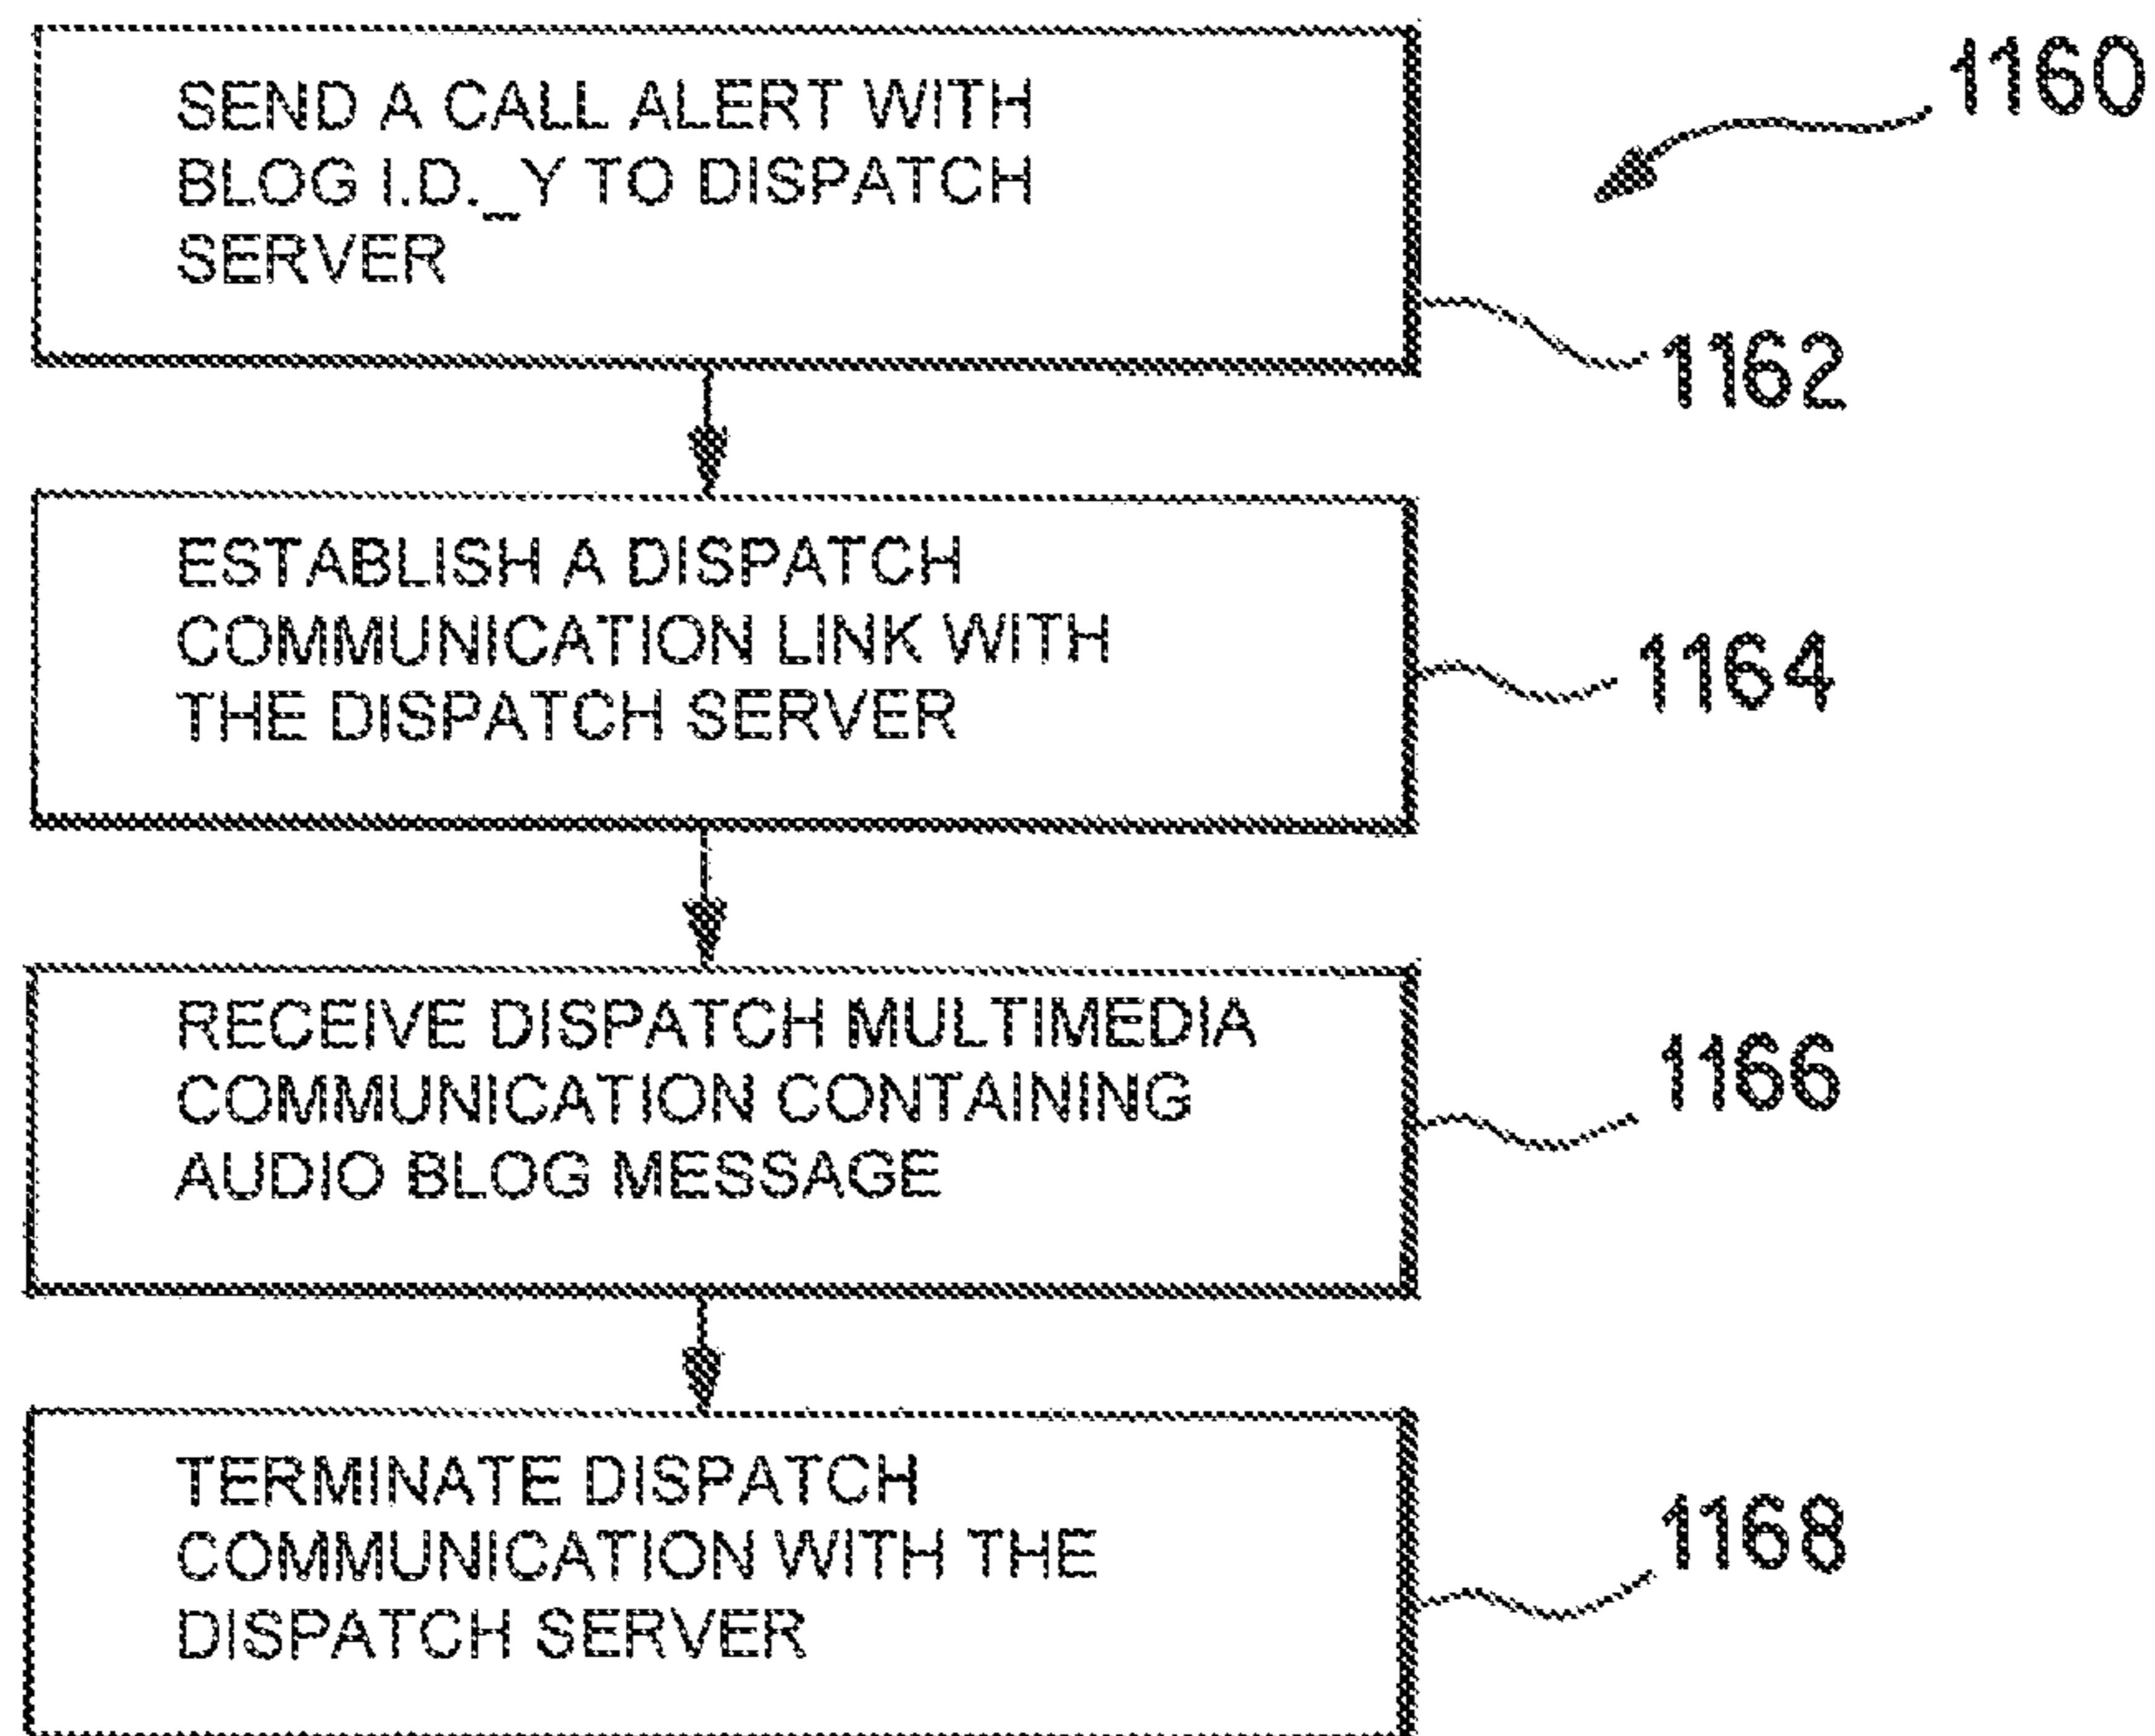 SEND A CALL ALERT WITH
BLOG I.D._Y TO DISPATCH
SERVER
1160
1162
ESTABLISH A DISPATCH
COMMUNICATION LINK WITH
THE DISPATCH SERVER
1164
RECEIVE DISPATCH MULTIMEDIA
COMMUNICATION CONTAINING
AUDIO BLOG MESSAGE
1166
TERMINATE DISPATCH
COMMUNICATION WITH THE
DISPATCH SERVER
1168